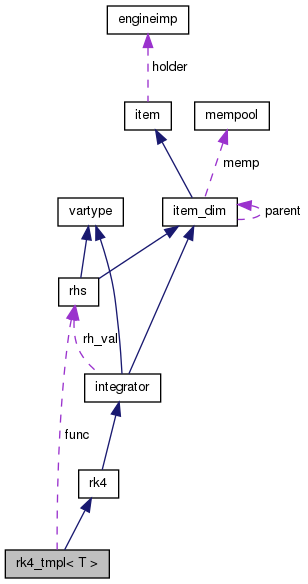 engineimp
holder
item
mempool
memp
vartype
item_dim
parent
rhs
rh_val
integrator
func
rk4
rk4_tmpl< T >